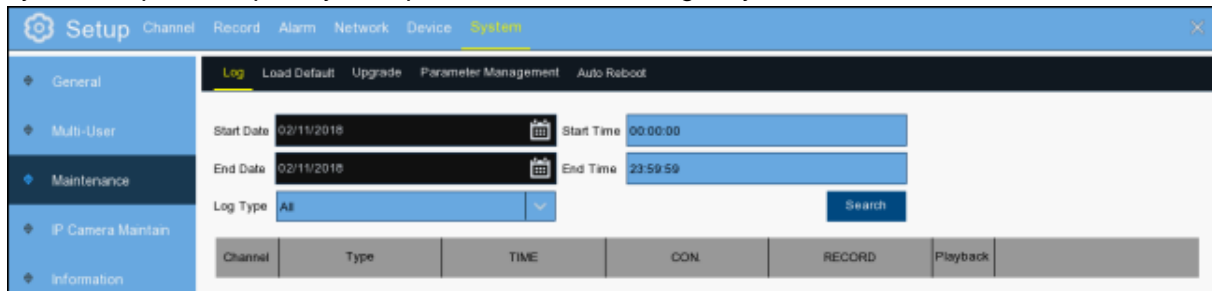 Setup Channel Record Alarm Network Device System
General
Log Load Default Upgrade Parameter Management Auto Reboot
Multi-User
Start Date 02/11/2018 Start Time 00:00:00
Maintenance
End Date 02/11/2018 End Time 23:59:59
Log Type All Search
IP Camera Maintain
Channel Type TIME CON. RECORD Playback
Information